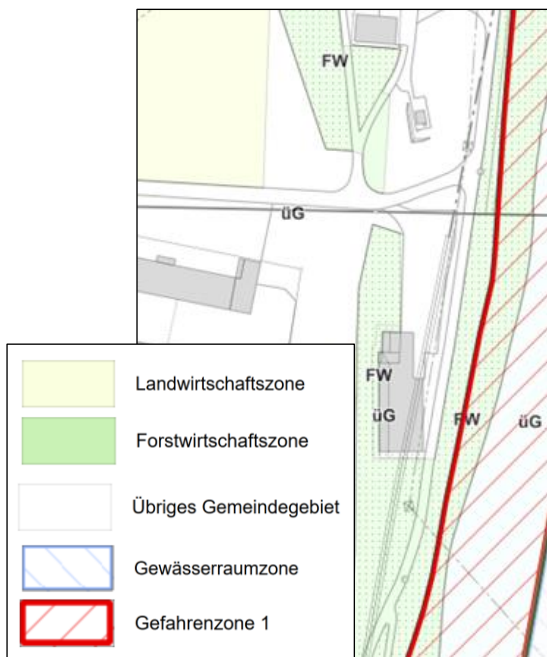 FW
üG
FW
üG
FW
üG
Landwirtschaftszone
Forstwirtschaftszone
Übriges Gemeindegebiet
Gewässerraumzone
Gefahrenzone 1